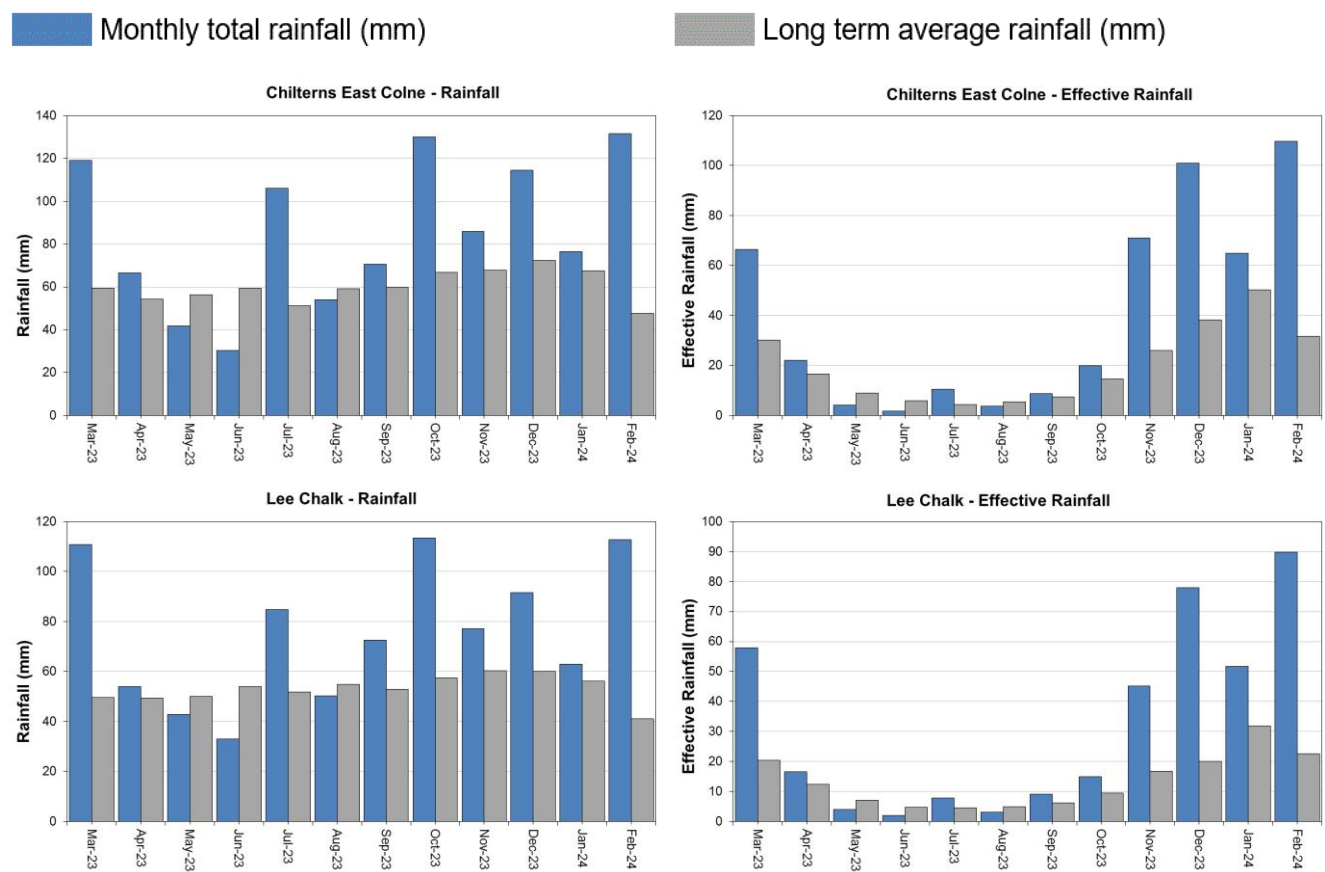 Monthly total rainfall (mm)
Long term average rainfall (mm)
Chilterns East Colne - Rainfall
Rainfall (mm)
140
120
100
80
60
40
20
0
Mar-23
Apr-23
May-23
Jun-23
Jul-23
Aug-23
Sep-23
Oct-23
Nov-23
Dec-23
Jan-24
Feb-24
Chilterns East Colne - Effective Rainfall
Effective Rainfall (mm)
120
100
80
60
40
20
0
Mar-23
Apr-23
May-23
Jun-23
Jul-23
Aug-23
Sep-23
Oct-23
Nov-23
Dec-23
Jan-24
Feb-24
Lee Chalk - Rainfall
Rainfall (mm)
120
100
80
60
40
20
0
Mar-23
Apr-23
May-23
Jun-23
Jul-23
Aug-23
Sep-23
Oct-23
Nov-23
Dec-23
Jan-24
Feb-24
Lee Chalk - Effective Rainfall
Effective Rainfall (mm)
100
90
80
70
60
50
40
30
20
10
0
Mar-23
Apr-23
May-23
Jun-23
Jul-23
Aug-23
Sep-23
Oct-23
Nov-23
Dec-23
Jan-24
Feb-24